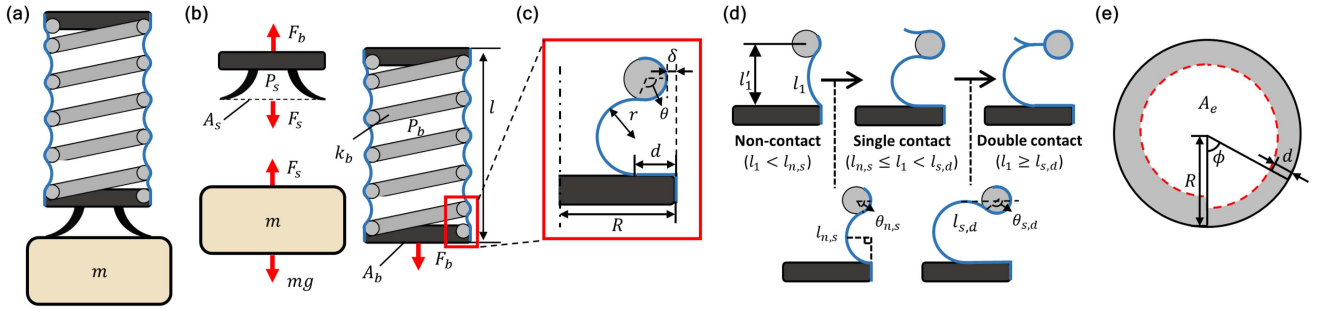 (a)
m
(b)
F_b
P_s
A_s
F_s
F_s
m
mg
k_b
P_b
l
A_b
F_b
(c)
δ
θ
r
d
R
(d)
l_1'
l_1
Non-contact
(l_1 < l_{n,s})
Single contact
(l_{n,s} ≤ l_1 < l_{s,d})
Double contact
(l_1 ≥ l_{s,d})
l_{n,s}
θ_{n,s}
l_{s,d}
θ_{s,d}
(e)
A_e
R
ϕ
d